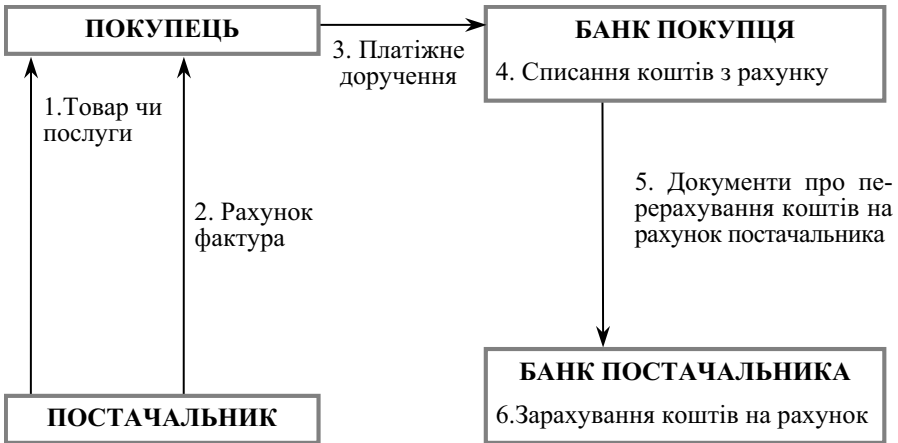 ПОКУПЕЦЬ
3. Платіжне
доручення
БАНК ПОКУПЦЯ
4. Списання коштів з рахунку
1.Товар чи
послуги
2. Рахунок
фактура
5. Документи про пе-
рерахування коштів на
рахунок постачальника
ПОСТАЧАЛЬНИК
БАНК ПОСТАЧАЛЬНИКА
6.Зарахування коштів на рахунок